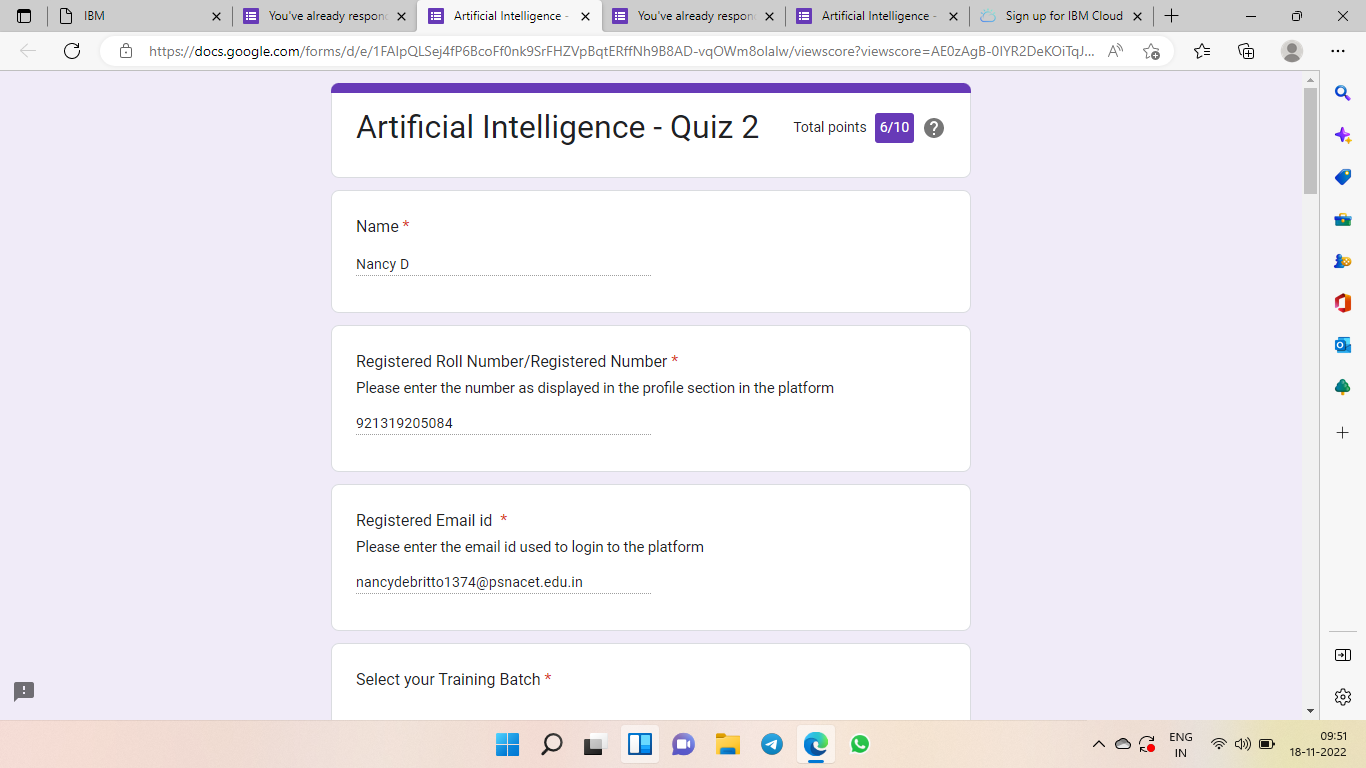 IBM
You've already respon
Artificial Intelligence -
You've already respon
Artificial Intelligence -
Sign up for IBM Cloud
https://docs.google.com/forms/d/e/1FAIpQLSej4fP6BcoFf0nk9SrFHZVpBqtERffNh9B8AD-vqOWm8olaIw/viewscore?viewscore=AE0zAgB-0IYR2DeKOiTqJ...
Artificial Intelligence - Quiz 2
Total points 6/10
Name *
Nancy D
Registered Roll Number/Registered Number *
Please enter the number as displayed in the profile section in the platform
921319205084
Registered Email id *
Please enter the email id used to login to the platform
nancydebritto1374@psnacet.edu.in
Select your Training Batch *
ENG
IN
09:51
18-11-2022